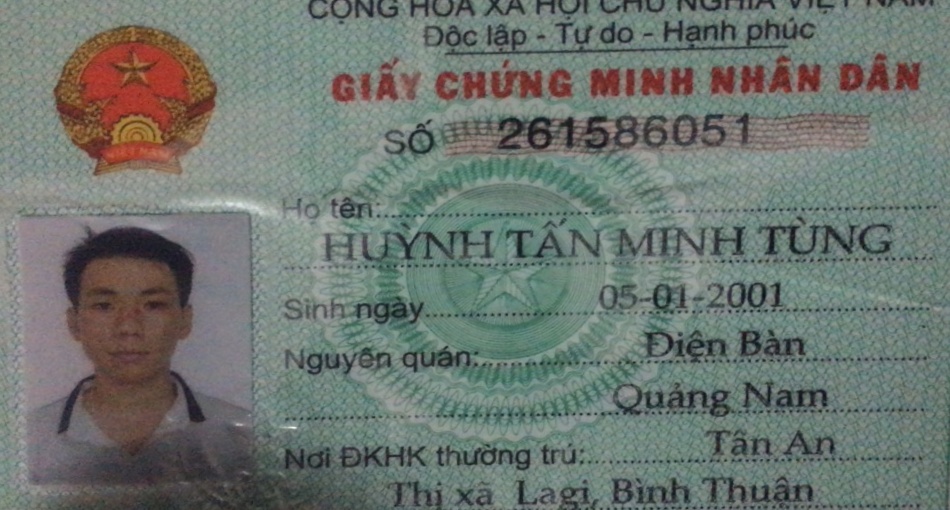 CỘNG HÒA XÃ HỘI CHỦ NGHĨA VIỆT NAM
Độc lập - Tự do - Hạnh phúc
GIẤY CHỨNG MINH NHÂN DÂN
SỐ 261586051
Họ tên:
HUỲNH TẤN MINH TÙNG
Sinh ngày 05-01-2001
Nguyên quán: Điện Bàn
Quảng Nam
Nơi ĐKHK thường trú: Tân An
Thị xã Lagi, Bình Thuận